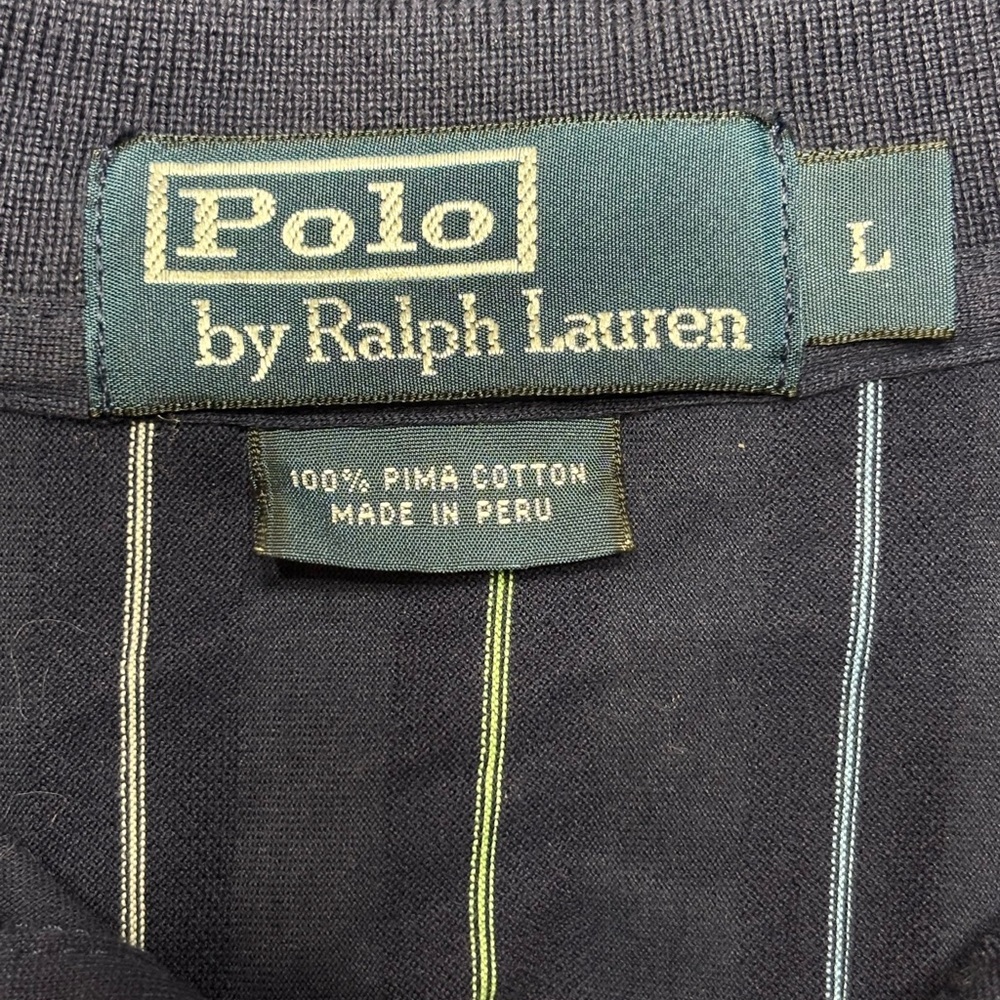 Polo
by Ralph Lauren
L
100% PIMA COTTON
MADE IN PERU